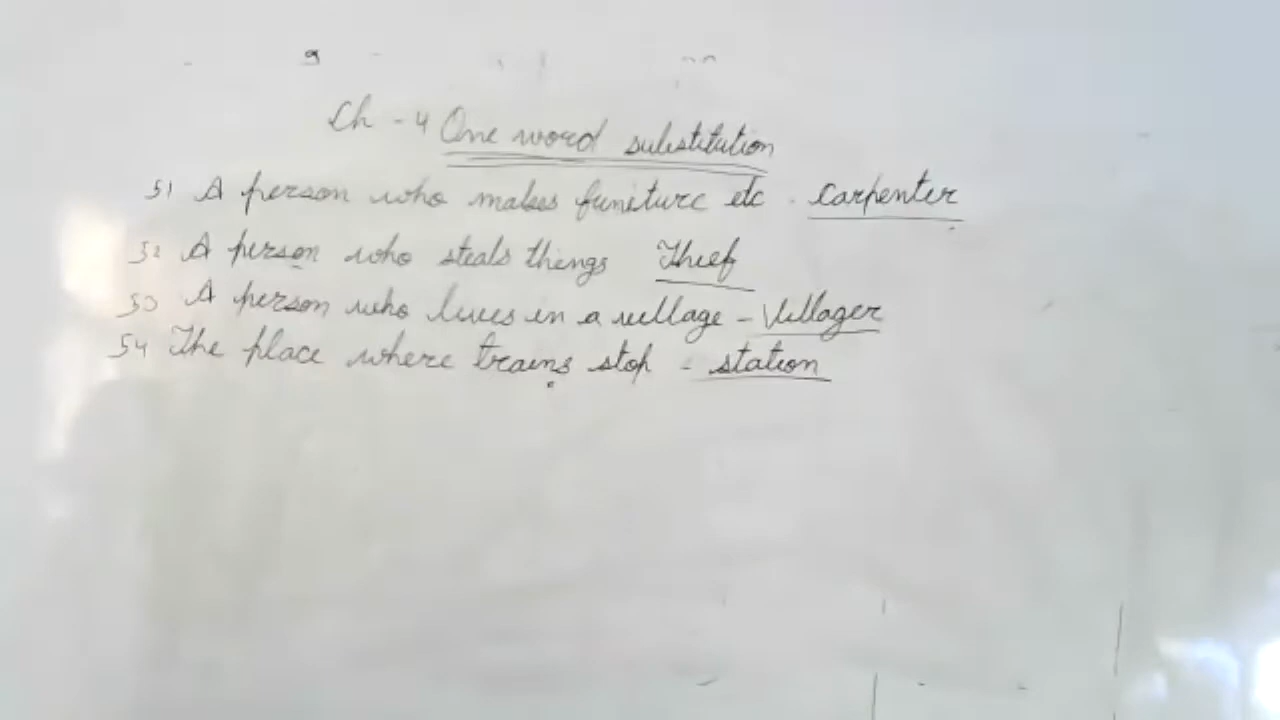 Ch - 4 One word substitution
51 A person who makes funiture etc - Carpenter
52 A person who steals things Thief
53 A person who lives in a village - Villager
54 The place where trains stop - station